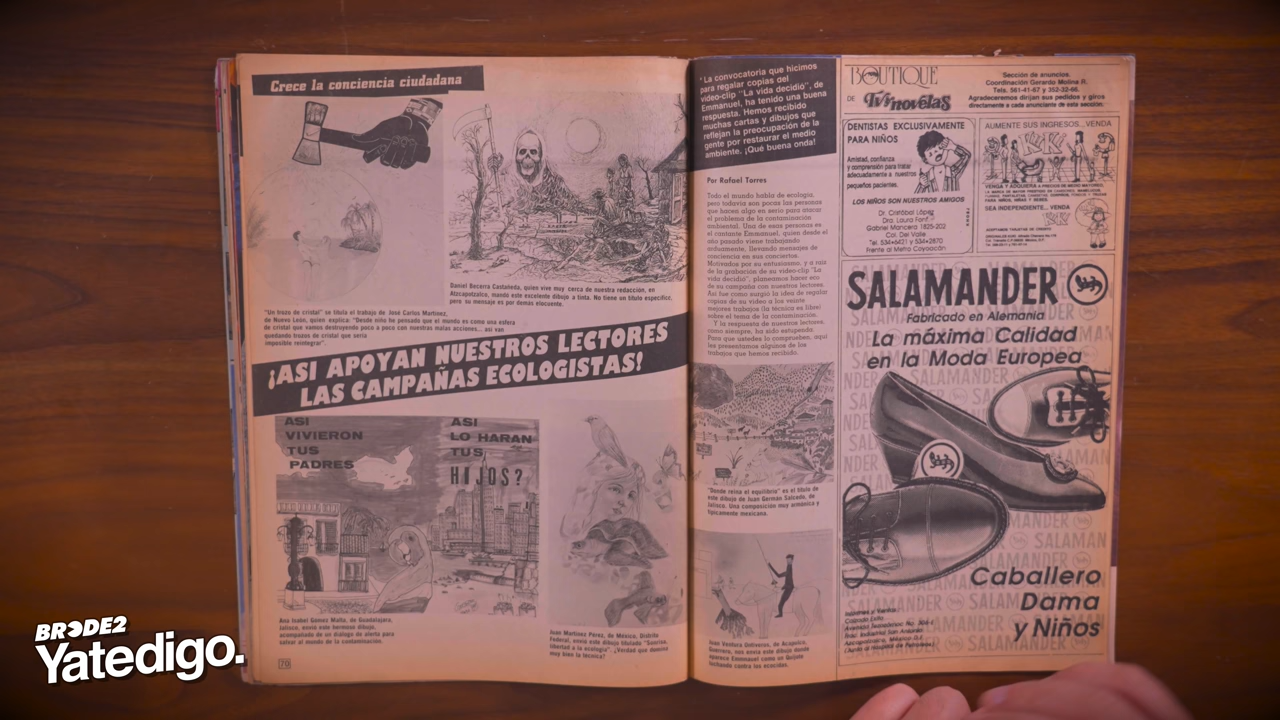 Crece la conciencia ciudadana
"Un trozo de cristal" se titula el trabajo de José Carlos Martínez,
de Nuevo León, quien explica: "Desde niño he pensado que el mundo es como una esfera
de cristal que vamos destruyendo poco a poco con nuestras malas acciones... así van
quedando trozos de cristal que sería
imposible reintegrar".
Daniel Becerra Castañeda, quien vive muy cerca de nuestra redacción, en
Atzcapotzalco, mandó este excelente dibujo a tinta. No tiene un título específico,
pero su mensaje es por demás elocuente.
¡ASI APOYAN NUESTROS LECTORES
LAS CAMPAÑAS ECOLOGISTAS!
ASI
VIVIERON
TUS
PADRES
ASI
LO HARAN
TUS
HIJOS?
Ana Isabel Gómez Maña, de Guadalajara,
Jalisco, envió este hermoso dibujo,
acompañado de un diálogo de alerta para
salvar al mundo de la contaminación.
Juan Martínez Pérez, de México, Distrito
Federal, envió este dibujo titulado
libertad a la ecología". ¿Verdad que domina
muy bien la técnica?
70
La convocatoria que hicimos
para regalar copias del
video-clip "La vida decidió", de
Emmanuel, ha tenido una buena
respuesta. Hemos recibido
muchas cartas y dibujos que
reflejan la preocupación de la
gente por restaurar el medio
ambiente. ¡Qué buena onda!
Por Rafael Torres
Todo el mundo habla de ecología,
pero todavía son pocas las personas
que hacen algo en serio para atacar
el problema de la contaminación
ambiental. Una de esas personas es
el cantante Emmanuel, quien desde el
año pasado viene trabajando
arduamente, llevando mensajes de
conciencia en sus conciertos.
Motivados por su entusiasmo, y a raíz
de la grabación de su video-clip "La
vida decidió", planeamos hacer eco
de su campaña con nuestros lectores.
Así fue como surgió la idea de regalar
copias de su video a los veinte
mejores trabajos (la técnica es libre)
sobre el tema de la contaminación.
Y la respuesta de nuestros lectores,
como siempre, ha sido estupenda.
Para que ustedes lo comprueben, aquí
les presentamos algunos de los
trabajos que hemos recibido.
"Donde reina el equilibrio" es el título de
este dibujo de Juan Germán Salcedo, de
Jalisco. Una composición muy armónica y
típicamente mexicana.
Juan Ventura Ontiveros, de Acapulco,
Guerrero, nos envía este dibujo donde
aparece Emmanuel como un Quijote
luchando contra los ecocidas.
BOUTIQUE
DE Tvynovelas
Sección de anuncios.
Coordinación Gerardo Molina R.
Tels. 561-41-67 y 352-32-66.
Agradeceremos dirijan sus pedidos y giros
directamente a cada anunciante de esta sección.
DENTISTAS EXCLUSIVAMENTE
PARA NIÑOS
Amistad, confianza
y comprensión para tratar
adecuadamente a nuestros
pequeños pacientes.
LOS NIÑOS SON NUESTROS AMIGOS
Dr. Cristóbal López
Dra. Laura Font
Gabriel Mancera 1825-202
Col. Del Valle
Tel. 534•6421 y 534•2870
Frente al Metro Coyoacán
AUMENTE SUS INGRESOS... VENDA
VENGA Y ADQUIERA A PRECIOS DE MICRO MAYOREO.
SEA INDEPENDIENTE... VENDA
SALAMANDER
Fabricado en Alemania
La máxima Calidad
en la Moda Europea
Caballero
Dama
y Niños
BRODE2
Yatedigo.